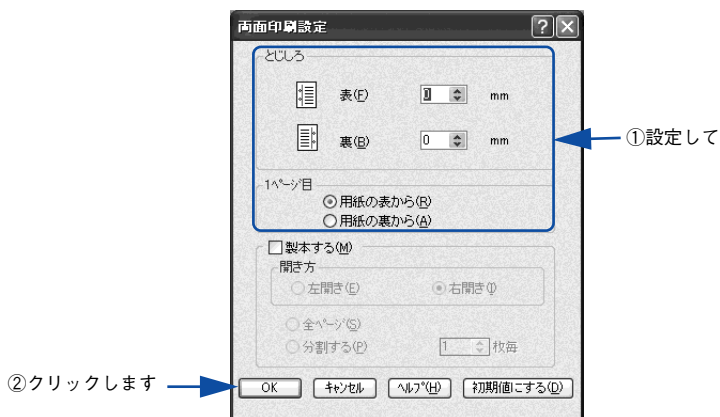 両面印刷設定
とじしろ
表(F) 0 mm
裏(B) 0 mm
①設定して
1ページ目
用紙の表から(R)
用紙の裏から(A)
製本する(M)
開き方
左開き(E) 右開き(I)
全ページ(S)
分割する(P) 1 枚毎
②クリックします
OK キャンセル ヘルプ(H) 初期値にする(D)